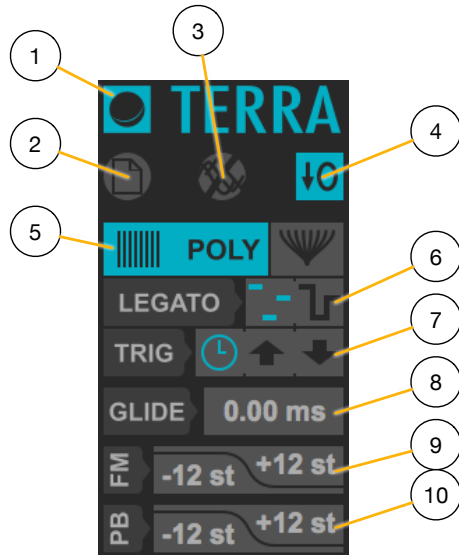 1
2
3
4
TERRA
5
POLY
6
LEGATO
7
TRIG
8
GLIDE 0.00 ms
9
FM -12 st +12 st
10
PB -12 st +12 st